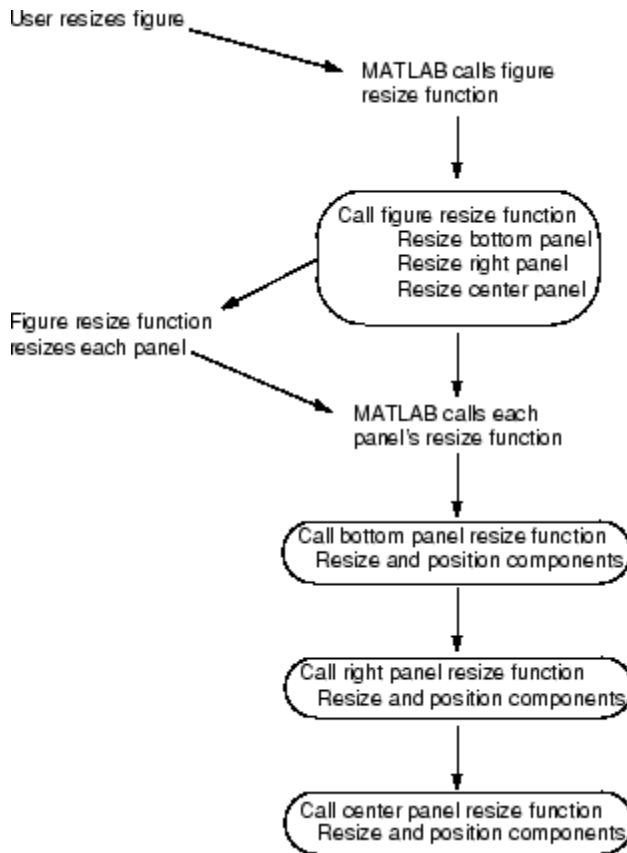 User resizes figure
MATLAB calls figure
resize function
Call figure resize function
Resize bottom panel
Resize right panel
Resize center panel
Figure resize function
resizes each panel
MATLAB calls each
panel's resize function
Call bottom panel resize function
Resize and position components
Call right panel resize function
Resize and position components
Call center panel resize function
Resize and position components